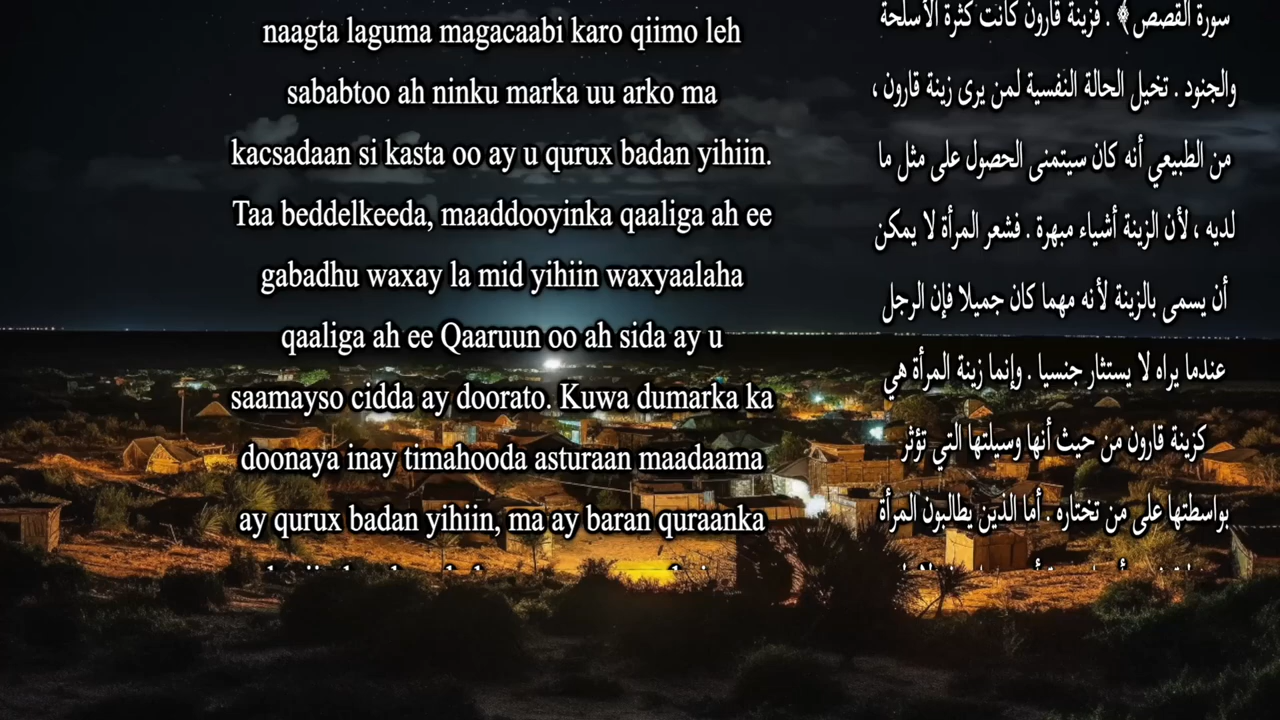 naagta laguma magacaabi karo qiimo leh
sababtoo ah ninku marka uu arko ma
kacsadaan si kasta oo ay u qurux badan yihiin.
Taa beddelkeeda, maaddooyinka qaaliga ah ee
gabadhu waxay la mid yihiin waxyaalaha
qaaliga ah ee Qaaruun oo ah sida ay u
saamayso cidda ay doorato. Kuwa dumarka ka
doonaya inay timahooda asturaan maadaama
ay qurux badan yihiin, ma ay baran quraanka
سورة القصص﴾ . فزينة قارون كانت كثرة الأسلحة
والجنود . تخيل الحالة النفسية لمن يرى زينة قارون ،
من الطبيعي أنه كان سيتمنى الحصول على مثل ما
لديه ، لأن الزينة أشياء مبهرة . فشعر المرأة لا يمكن
أن يسمى بالزينة لأنه مهما كان جميلا فإن الرجل
عندما يراه لا يستثار جنسيا . وإنما زينة المرأة هي
كزينة قارون من حيث أنها وسيلتها التي تؤثر
بواسطتها على من تختاره . أما الذين يطالبون المرأة